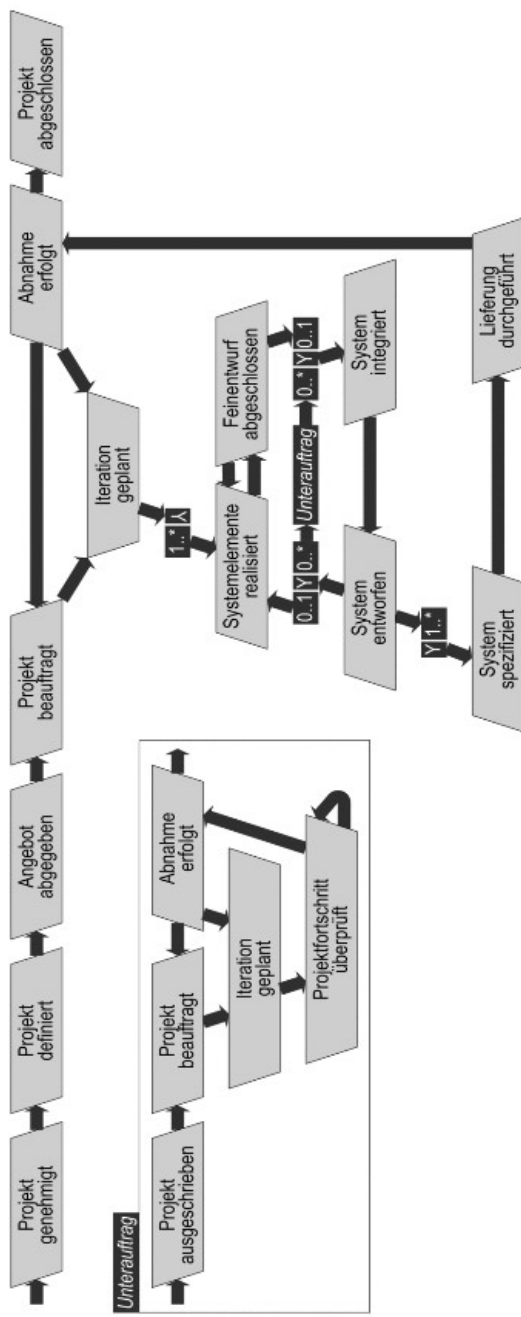 Projekt
genehmigt
Projekt
definiert
Angebot
abgegeben
Projekt
beauftragt
Abnahme
erfolgt
Projekt
abgeschlossen
Iteration
geplant
1..* Y
Systemelemente
realisiert
Feinentwurf
abgeschlossen
0..1 Y 0..*
Unterauftrag
0..* Y 0..1
System
entworfen
System
integriert
Y 1..*
System
spezifiziert
Lieferung
durchgeführt
Unterauftrag
Projekt
ausgeschrieben
Projekt
beauftragt
Abnahme
erfolgt
Iteration
geplant
Projektfortschritt
überprüft